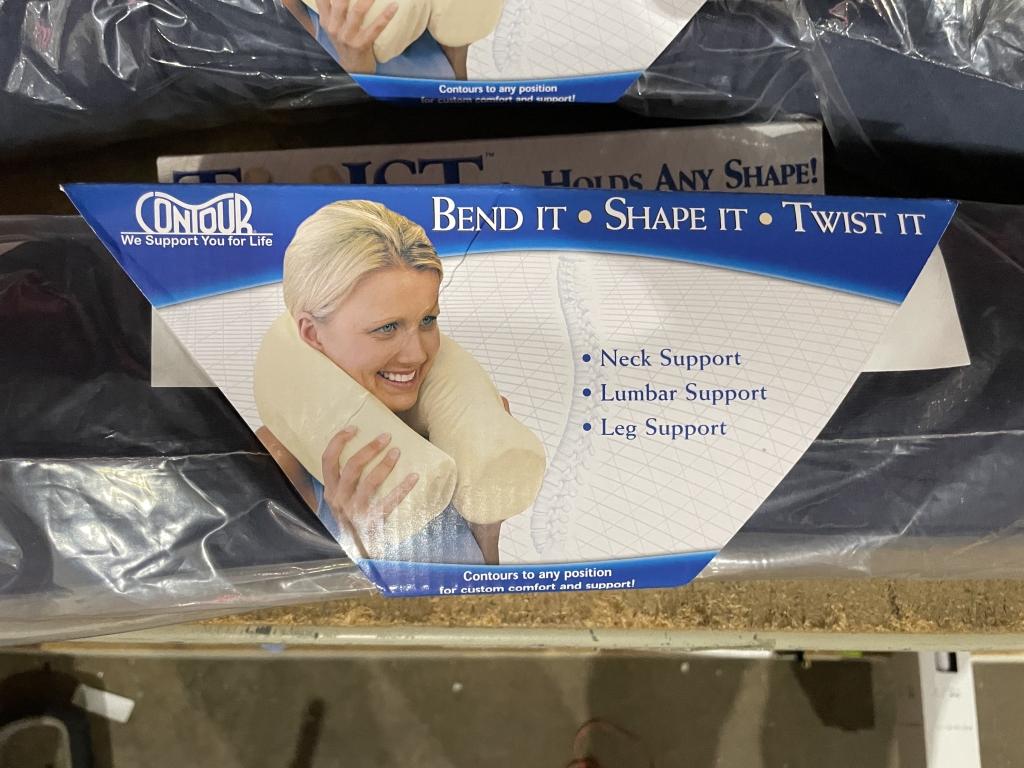 Contours to any position
for custom comfort and support!
TWIST™
HOLDS ANY SHAPE!
CONTOUR
We Support You for Life
BEND IT • SHAPE IT • TWIST IT
• Neck Support
• Lumbar Support
• Leg Support
Contours to any position
for custom comfort and support!